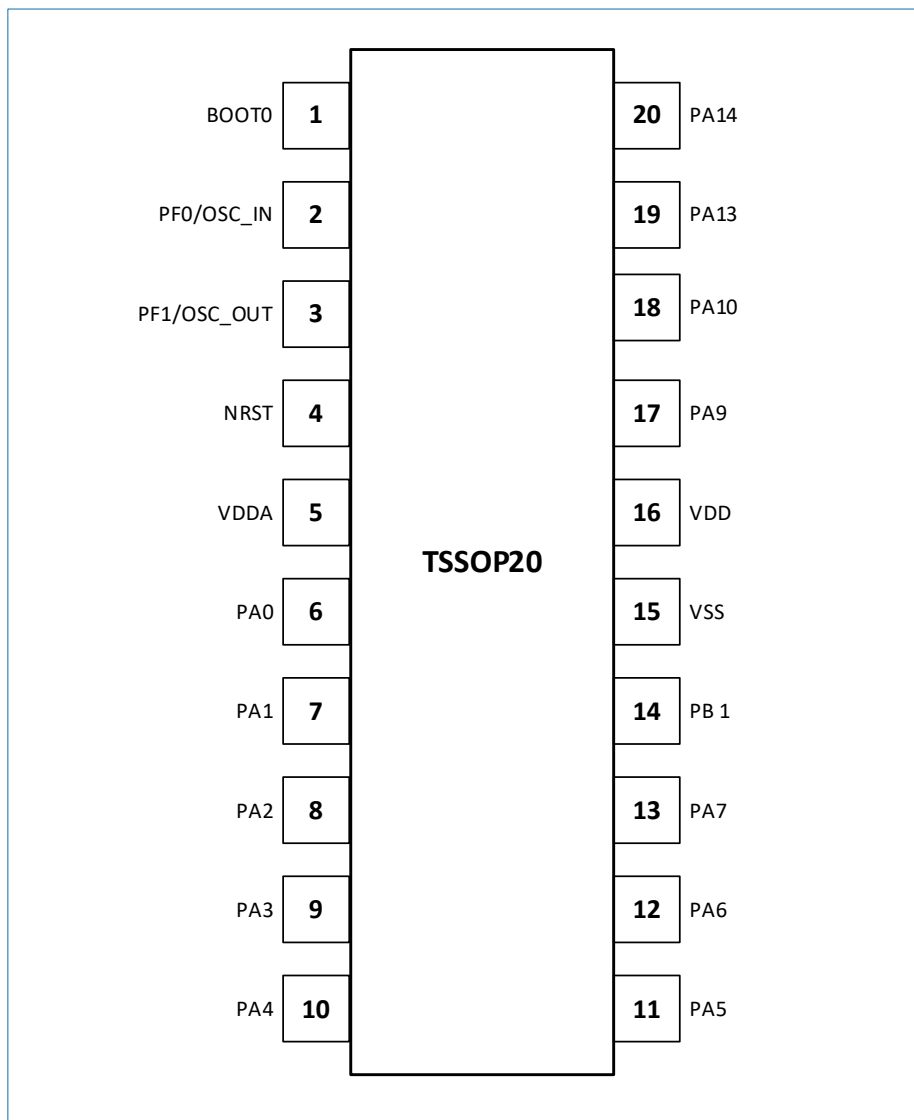 BOOT0 1 20 PA14
PF0/OSC_IN 2 19 PA13
PF1/OSC_OUT 3 18 PA10
NRST 4 17 PA9
VDDA 5 16 VDD
TSSOP20
PA0 6 15 VSS
PA1 7 14 PB 1
PA2 8 13 PA7
PA3 9 12 PA6
PA4 10 11 PA5